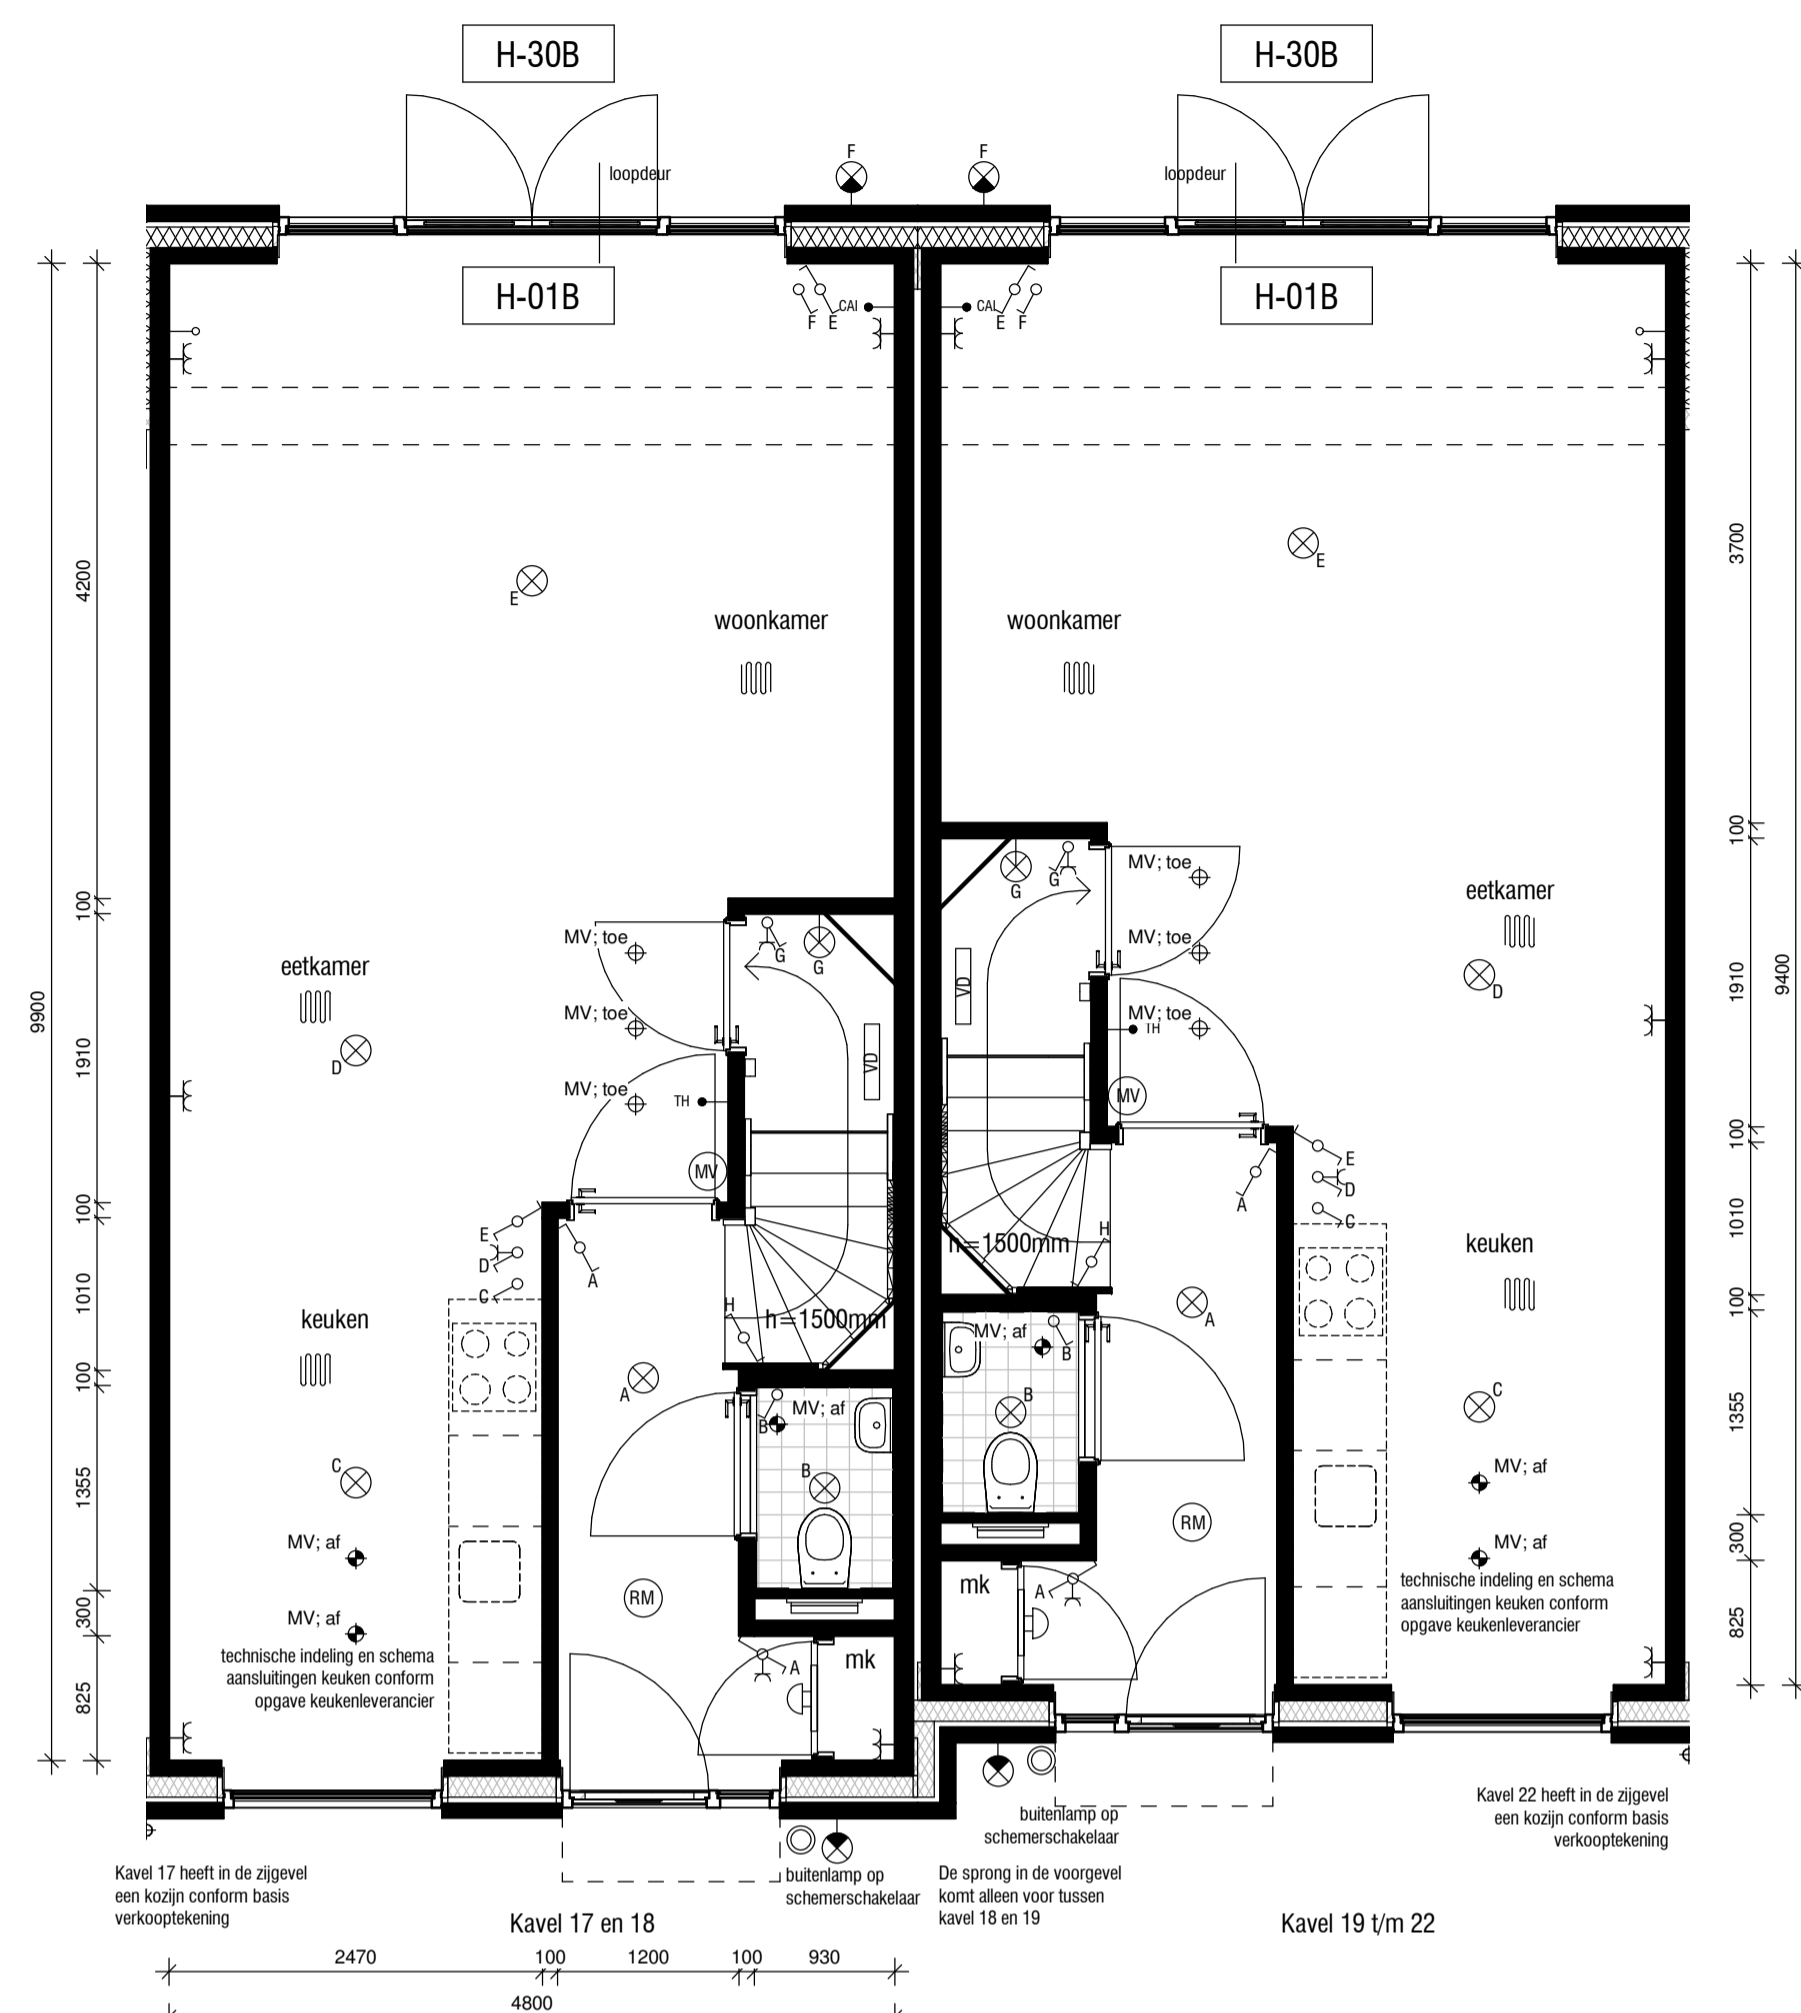 H-30B
H-30B
loopdeur
F
F
loopdeur
H-01B
H-01B
F
E
CAI
CAI
E
F
E
E
woonkamer
woonkamer
4200
3700
9900
9400
100
100
eetkamer
D
eetkamer
D
MV; toe
MV; toe
MV; toe
TH
MV
G
G
VD
G
G
VD
MV; toe
MV; toe
MV; toe
TH
MV
1910
1910
100
100
E
D
C
A
H
h=1500mm
h=1500mm
H
A
E
D
C
1010
1010
keuken
keuken
100
100
A
A
B
MV; af
B
MV; af
B
B
C
C
1355
1355
MV; af
MV; af
MV; af
MV; af
RM
RM
300
300
technische indeling en schema
aansluitingen keuken conform
opgave keukenleverancier
technische indeling en schema
aansluitingen keuken conform
opgave keukenleverancier
A
mk
mk
A
825
825
buitenlamp op
schemerschakelaar
buitenlamp op
schemerschakelaar
Kavel 22 heeft in de zijgevel
een kozijn conform basis
verkooptekening
Kavel 17 heeft in de zijgevel
een kozijn conform basis
verkooptekening
De sprong in de voorgevel
komt alleen voor tussen
kavel 18 en 19
Kavel 17 en 18
Kavel 19 t/m 22
2470
100
1200
100
930
4800